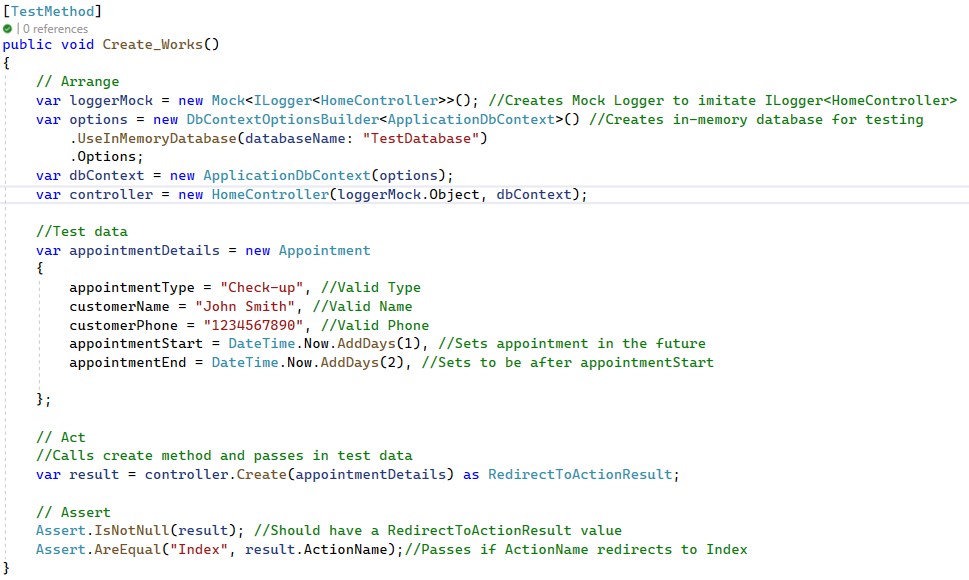 [TestMethod]
| 0 references
public void Create_Works()
{
// Arrange
var loggerMock = new Mock<ILogger<HomeController>>(); //Creates Mock Logger to imitate ILogger<HomeController>
var options = new DbContextOptionsBuilder<ApplicationDbContext>() //Creates in-memory database for testing
.UseInMemoryDatabase(databaseName: "TestDatabase")
.Options;
var dbContext = new ApplicationDbContext(options);
var controller = new HomeController(loggerMock.Object, dbContext);
//Test data
var appointmentDetails = new Appointment
{
appointmentType = "Check-up", //Valid Type
customerName = "John Smith", //Valid Name
customerPhone = "1234567890", //Valid Phone
appointmentStart = DateTime.Now.AddDays(1), //Sets appointment in the future
appointmentEnd = DateTime.Now.AddDays(2), //Sets to be after appointmentStart
};
// Act
//Calls create method and passes in test data
var result = controller.Create(appointmentDetails) as RedirectToActionResult;
// Assert
Assert.IsNotNull(result); //Should have a RedirectToActionResult value
Assert.AreEqual("Index", result.ActionName);//Passes if ActionName redirects to Index
}